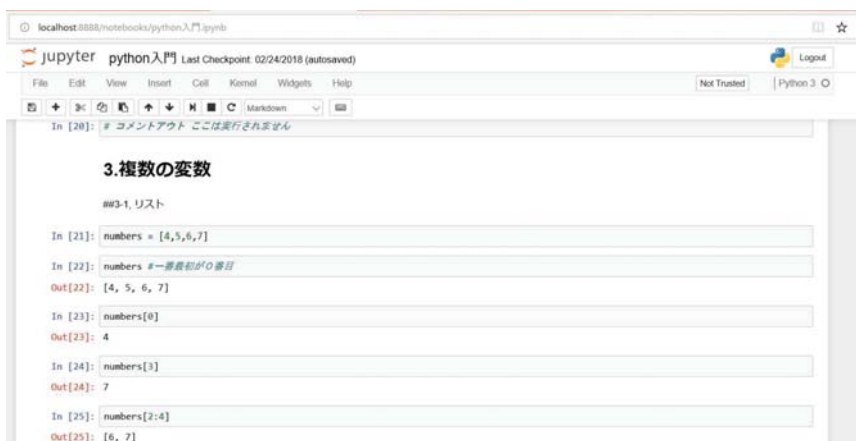 localhost:8888/notebooks/python入門.ipynb
jupyter python入門 Last Checkpoint: 02/24/2018 (autosaved) Logout
File Edit View Insert Cell Kernel Widgets Help Not Trusted Python 3
Markdown
In [20]: # コメントアウト ここは実行されません
3.複数の変数
##3-1, リスト
In [21]: numbers = [4,5,6,7]
In [22]: numbers #一番最初が０番目
Out[22]: [4, 5, 6, 7]
In [23]: numbers[0]
Out[23]: 4
In [24]: numbers[3]
Out[24]: 7
In [25]: numbers[2:4]
Out[25]: [6, 7]